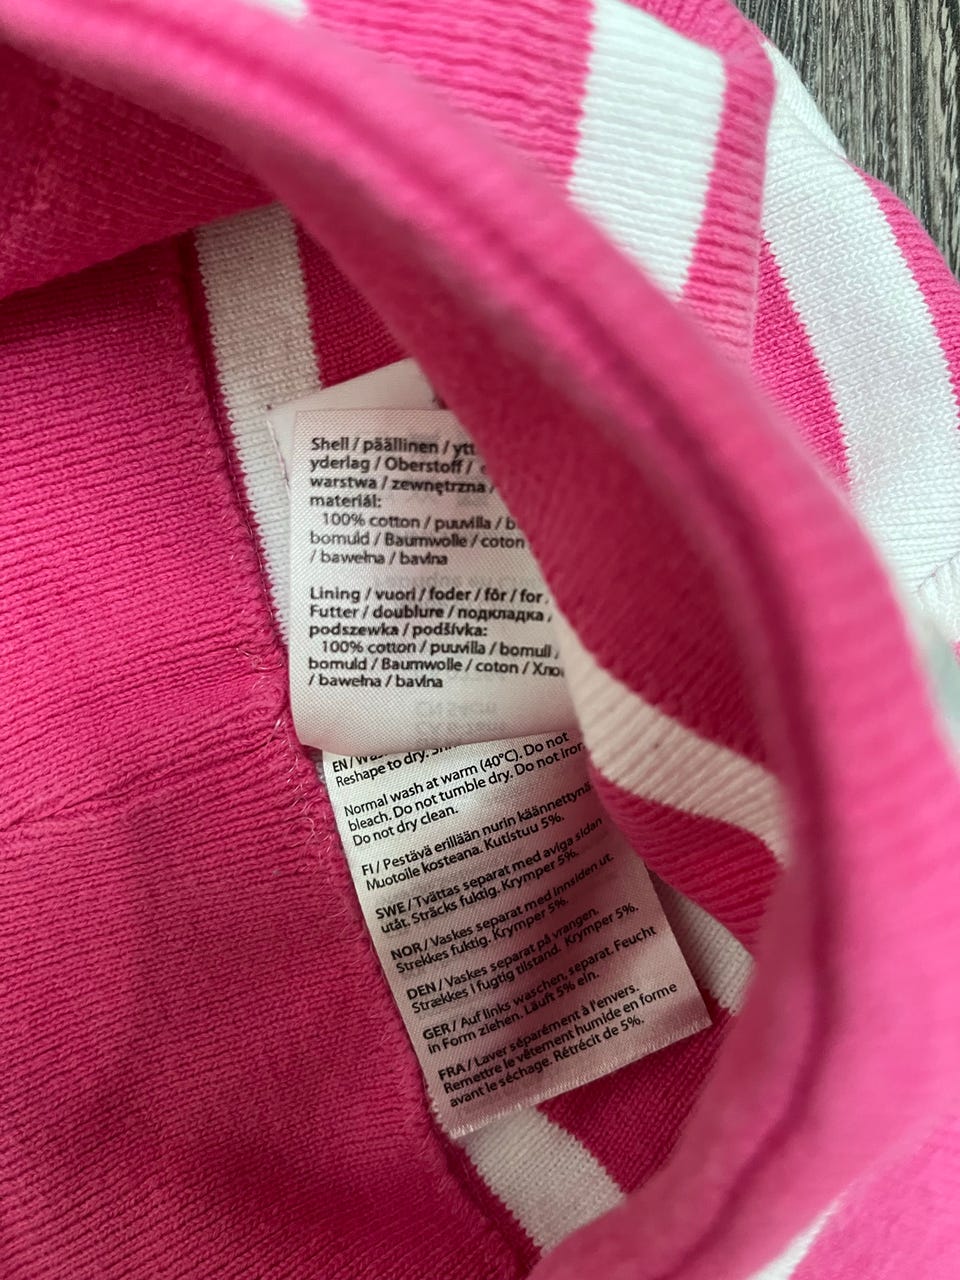 Shell / päällinen / ytt
yderlag / Oberstoff /
warstwa / zewnętrzna /
materiál:
100% cotton / puuvilla / b
bomuld / Baumwolle / coton
/ bawełna / bavlna
Lining / vuori / foder / fôr / for
Futter / doublure / подкладка /
podszewka / podšívka:
100% cotton / puuvilla / bomull /
bomuld / Baumwolle / coton / Хло
/ bawełna / bavlna
EN / Wa
Reshape to dry.
Normal wash at warm (40°C). Do not
bleach. Do not tumble dry. Do not iron.
Do not dry clean.
FI / Pestävä erillään nurin käännettynä.
Muotoile kosteana. Kutistuu 5%.
SWE / Tvättas separat med aviga sidan
utåt. Sträcks fuktig. Krymper 5%.
NOR / Vaskes separat med innsiden ut.
Strekkes fuktig. Krymper 5%.
DEN / Vaskes separat på vrangen.
Strækkes i fugtig tilstand. Krymper 5%.
GER / Auf links waschen, separat. Feucht
in Form ziehen. Läuft 5% ein.
FRA / Laver séparément à l'envers.
Remettre le vêtement humide en forme
avant le séchage. Rétrécit de 5%.